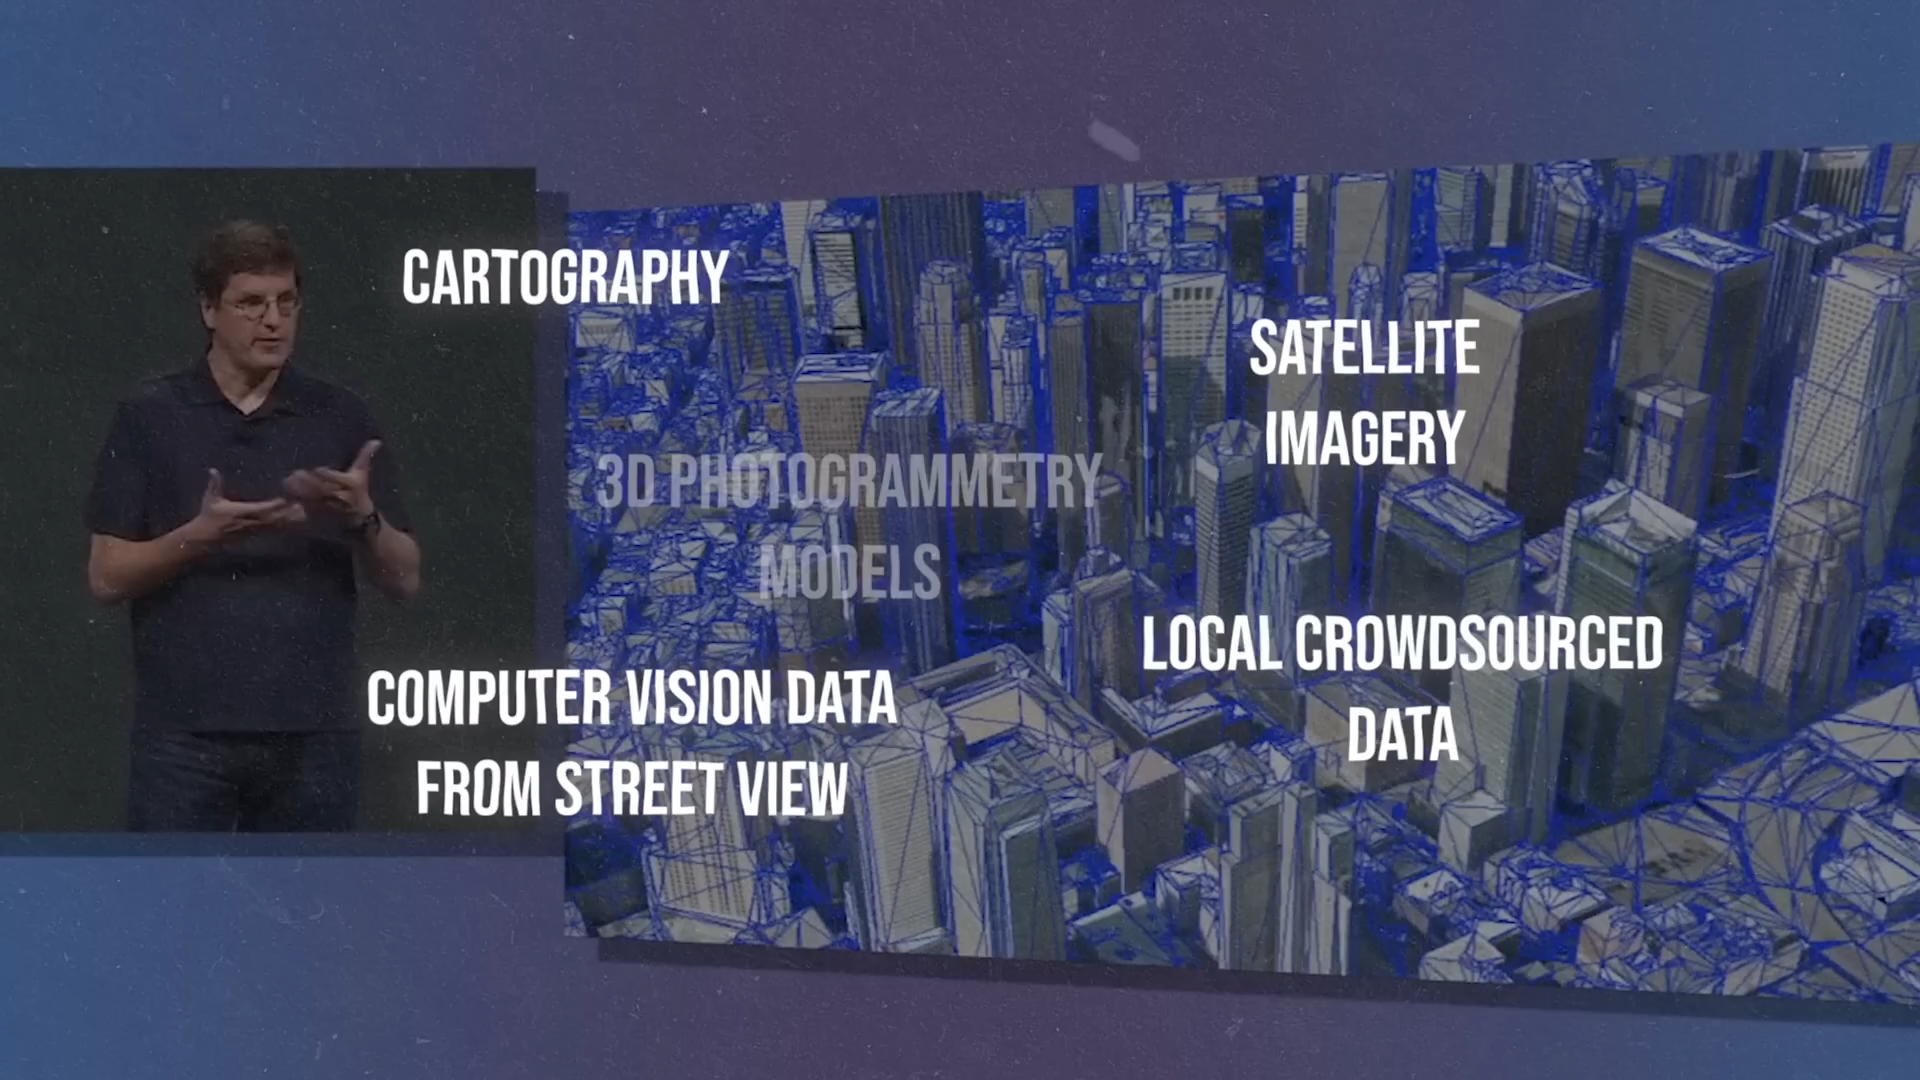 CARTOGRAPHY
SATELLITE
IMAGERY
3D PHOTOGRAMMETRY
MODELS
LOCAL CROWDSOURCED
DATA
COMPUTER VISION DATA
FROM STREET VIEW